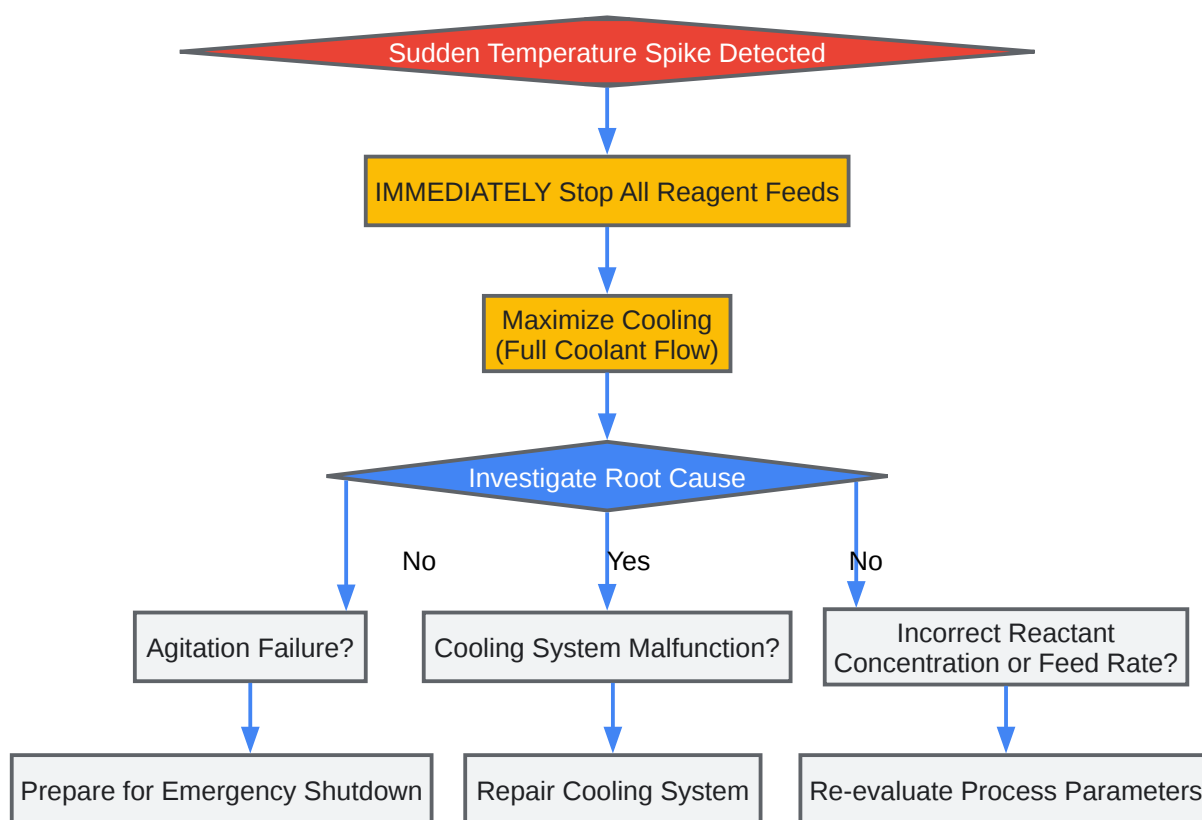 Sudden Temperature Spike Detected
IMMEDIATELY Stop All Reagent Feeds
Maximize Cooling
(Full Coolant Flow)
Investigate Root Cause
No
Yes
No
Agitation Failure?
Cooling System Malfunction?
Incorrect Reactant
Concentration or Feed Rate?
Prepare for Emergency Shutdown
Repair Cooling System
Re-evaluate Process Parameters